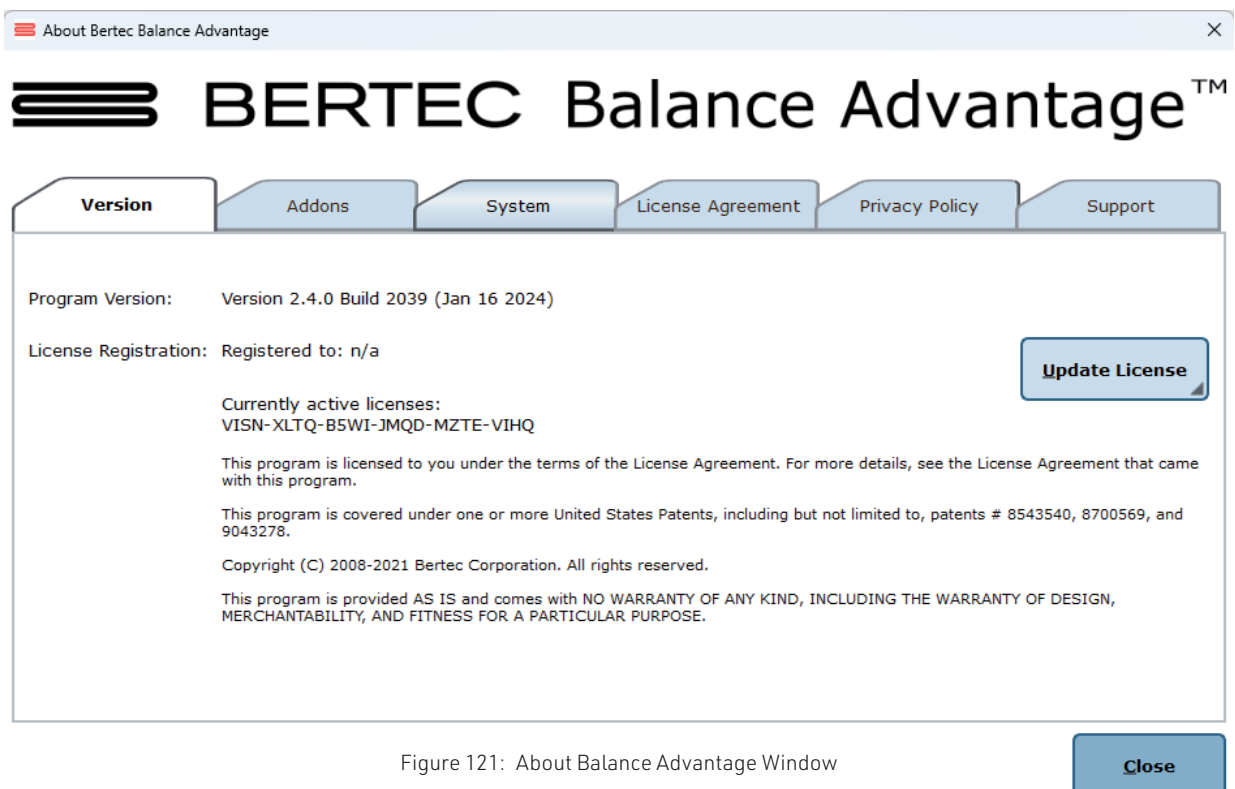 About Bertec Balance Advantage
BERTEC Balance Advantage™
Version Addons System License Agreement Privacy Policy Support
Program Version: Version 2.4.0 Build 2039 (Jan 16 2024)
License Registration: Registered to: n/a
Update License
Currently active licenses:
VISN-XLTQ-B5WI-JMQD-MZTE-VIHQ
This program is licensed to you under the terms of the License Agreement. For more details, see the License Agreement that came
with this program.
This program is covered under one or more United States Patents, including but not limited to, patents # 8543540, 8700569, and
9043278.
Copyright (C) 2008-2021 Bertec Corporation. All rights reserved.
This program is provided AS IS and comes with NO WARRANTY OF ANY KIND, INCLUDING THE WARRANTY OF DESIGN,
MERCHANTABILITY, AND FITNESS FOR A PARTICULAR PURPOSE.
Figure 121: About Balance Advantage Window
Close